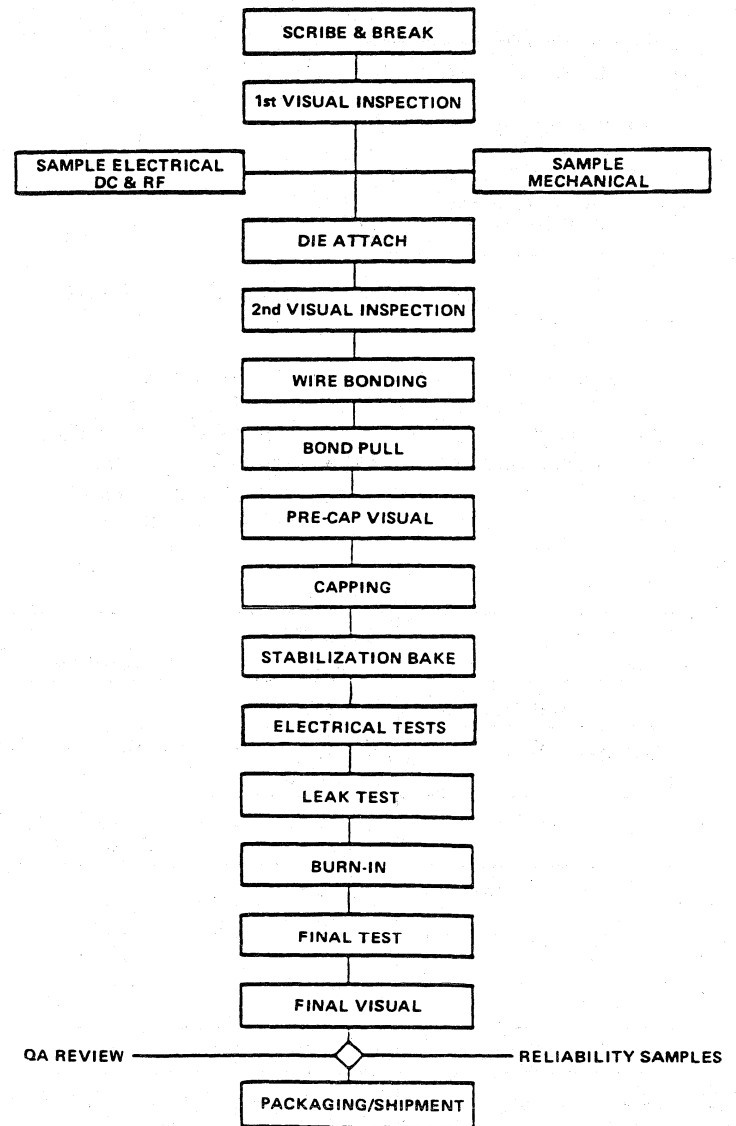 SCRIBE & BREAK
1st VISUAL INSPECTION
SAMPLE ELECTRICAL
DC & RF
SAMPLE
MECHANICAL
DIE ATTACH
2nd VISUAL INSPECTION
WIRE BONDING
BOND PULL
PRE-CAP VISUAL
CAPPING
STABILIZATION BAKE
ELECTRICAL TESTS
LEAK TEST
BURN-IN
FINAL TEST
FINAL VISUAL
QA REVIEW
RELIABILITY SAMPLES
PACKAGING/SHIPMENT